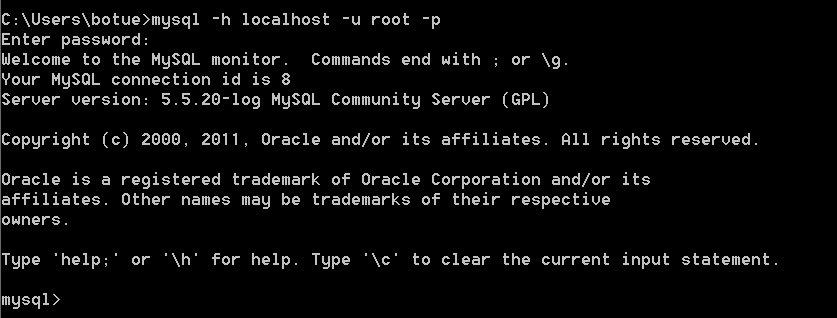 C:\Users\botue>mysql -h localhost -u root -p
Enter password:
Welcome to the MySQL monitor.  Commands end with ; or \g.
Your MySQL connection id is 8
Server version: 5.5.20-log MySQL Community Server (GPL)
Copyright (c) 2000, 2011, Oracle and/or its affiliates. All rights reserved.
Oracle is a registered trademark of Oracle Corporation and/or its
affiliates. Other names may be trademarks of their respective
owners.
Type 'help;' or '\h' for help. Type '\c' to clear the current input statement.
mysql>